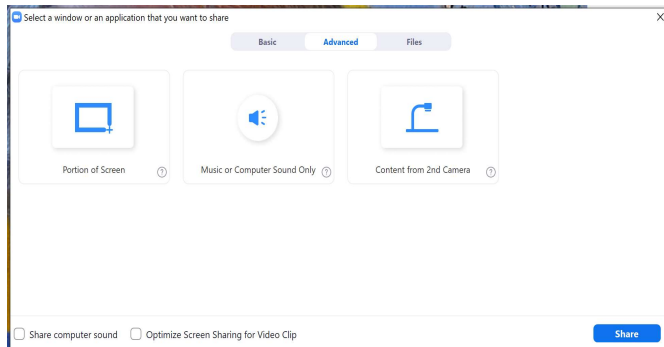 Select a window or an application that you want to share
Basic Advanced Files
Portion of Screen Music or Computer Sound Only Content from 2nd Camera
Share computer sound Optimize Screen Sharing for Video Clip Share